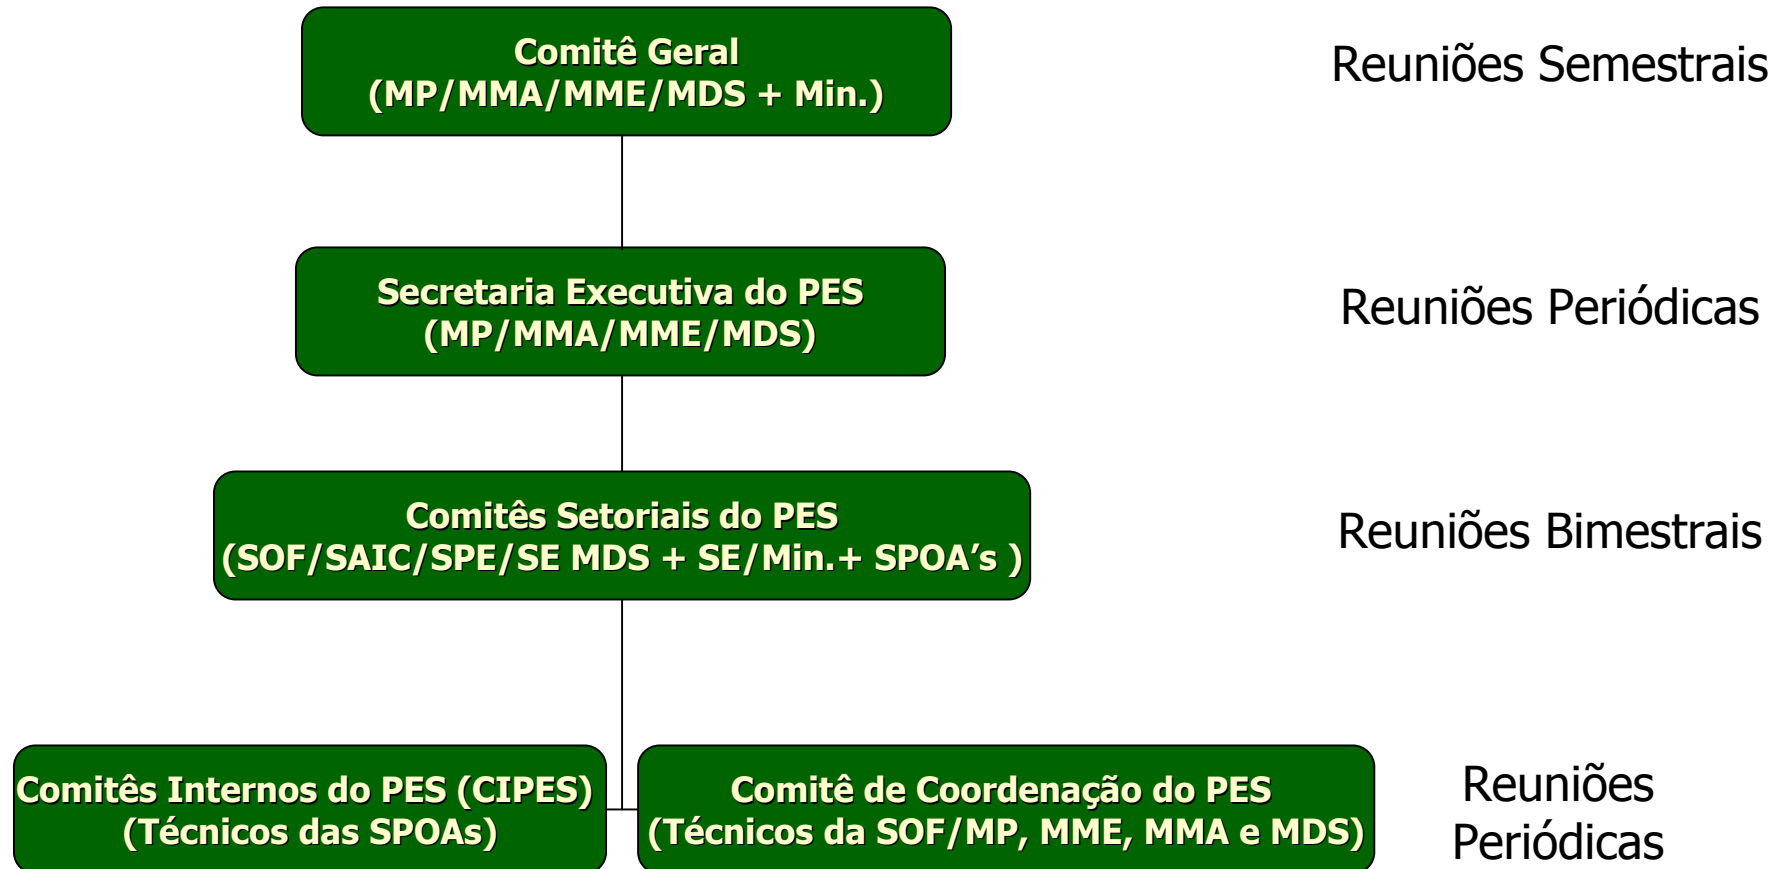 Comitê Geral
(MP/MMA/MME/MDS + Min.)
Reuniões Semestrais
Secretaria Executiva do PES
(MP/MMA/MME/MDS)
Reuniões Periódicas
Comitês Setoriais do PES
(SOF/SAIC/SPE/SE MDS + SE/Min.+ SPOA’s )
Reuniões Bimestrais
Comitês Internos do PES (CIPES)
(Técnicos das SPOAs)
Comitê de Coordenação do PES
(Técnicos da SOF/MP, MME, MMA e MDS)
Reuniões
Periódicas